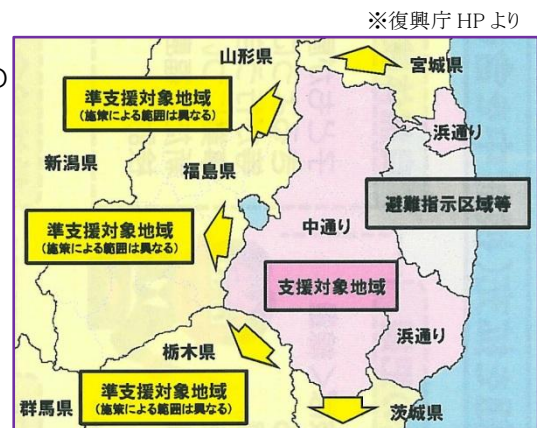 ※復興庁 HP より
の
山形県
宮城県
準支援対象地域
(施策による範囲は異なる)
浜通り
新潟県
福島県
避難指示区域等
準支援対象地域
(施策による範囲は異なる)
中通り
支援対象地域
浜通り
栃木県
準支援対象地域
(施策による範囲は異なる)
群馬県
茨城県